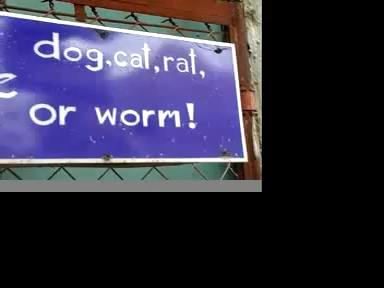 dog, cat, rat,
e
or worm!